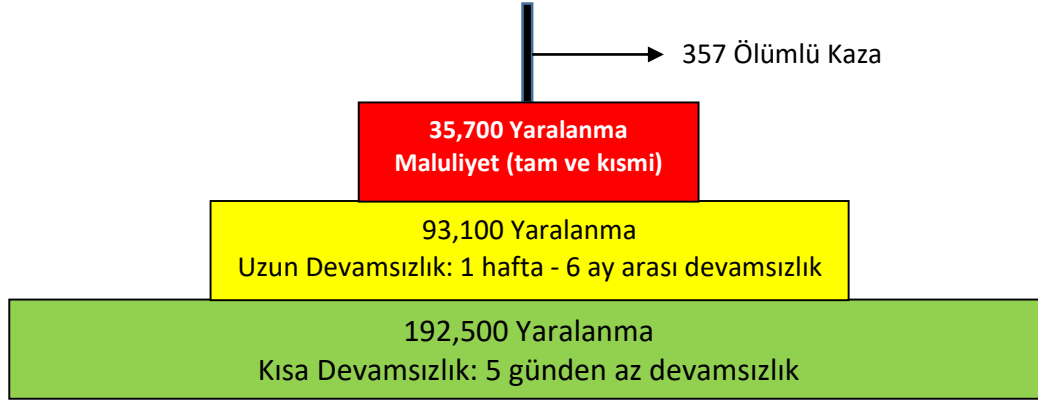 357 Ölümlü Kaza
35,700 Yaralanma
Maluliyet (tam ve kısmi)
93,100 Yaralanma
Uzun Devamsızlık: 1 hafta - 6 ay arası devamsızlık
192,500 Yaralanma
Kısa Devamsızlık: 5 günden az devamsızlık